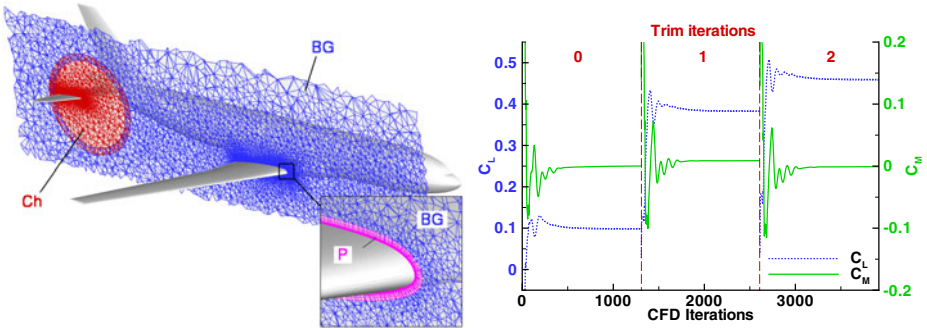 BG
Ch
BG
P
Trim iterations
0 1 2
0.5
0.4
0.3
0.2
0.1
0
C_L
0.2
0.1
0
-0.1
-0.2
C_M
C_L
C_M
0 1000 2000 3000
CFD Iterations